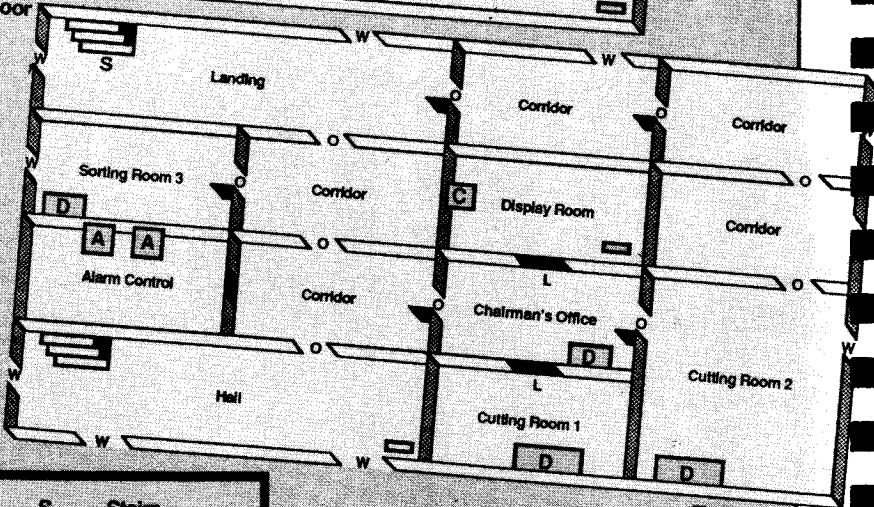 oor
W
W
W
S
Landing
O
Corridor
O
Corridor
O
O
W
Sorting Room 3
O
Corridor
C
Display Room
Corridor
D
A
A
O
L
O
Alarm Control
Corridor
O
Chairman's Office
O
W
D
O
L
Cutting Room 2
W
Hall
Cutting Room 1
W
W
D
D
S
Stairs